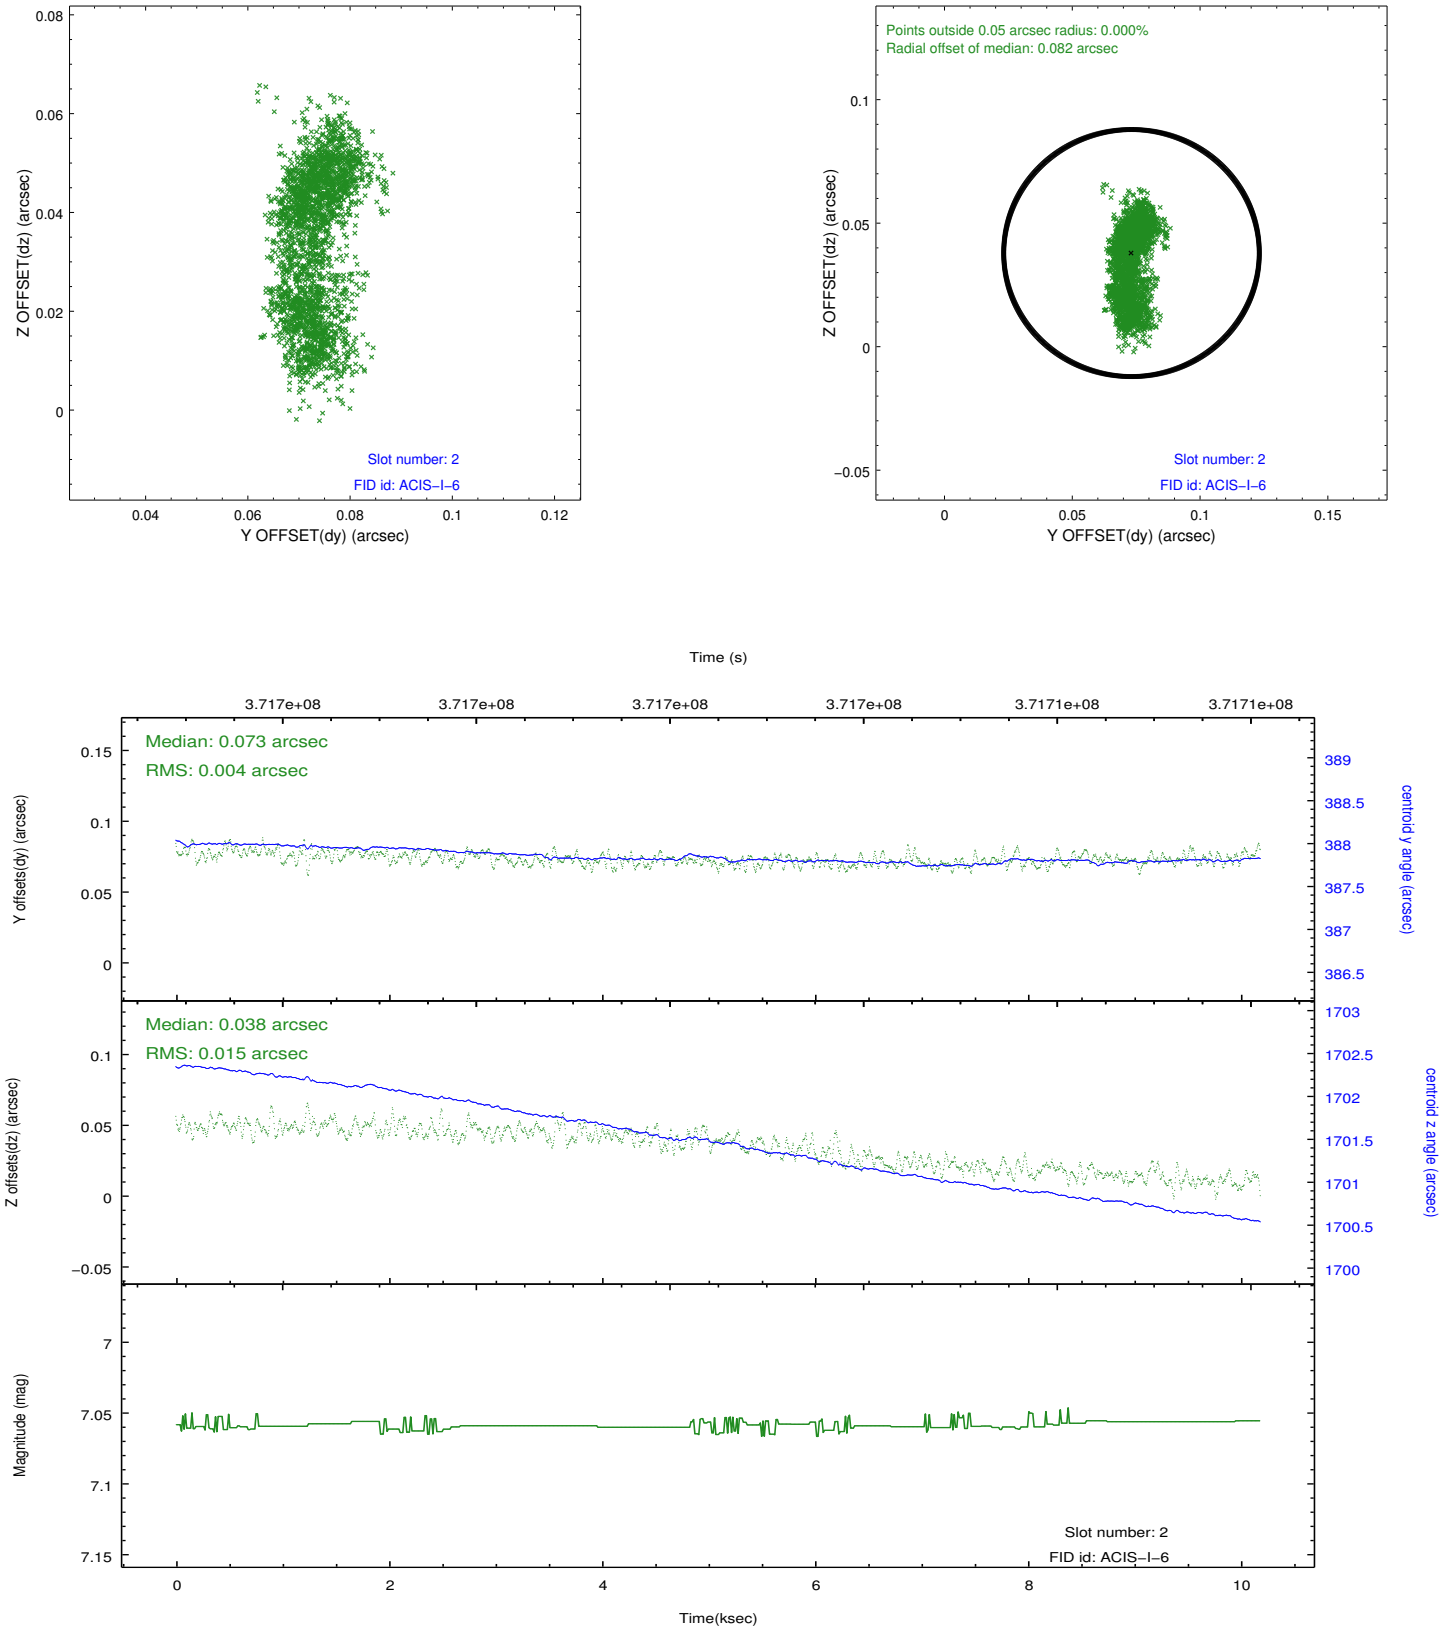 0.08
0.06
0.04
0.02
0
Z OFFSET(dz) (arcsec)
Slot number: 2
FID id: ACIS−I−6
0.04 0.06 0.08 0.1 0.12
Y OFFSET(dy) (arcsec)
Points outside 0.05 arcsec radius: 0.000%
Radial offset of median: 0.082 arcsec
0.1
0.05
0
−0.05
Z OFFSET(dz) (arcsec)
Slot number: 2
FID id: ACIS−I−6
0 0.05 0.1 0.15
Y OFFSET(dy) (arcsec)
Time (s)
3.717e+08 3.717e+08 3.717e+08 3.717e+08 3.7171e+08 3.7171e+08
Median: 0.073 arcsec
RMS: 0.004 arcsec
0.15
0.1
0.05
0
Y offsets(dy) (arcsec)
389
388.5
388
387.5
387
386.5
centroid y angle (arcsec)
Median: 0.038 arcsec
RMS: 0.015 arcsec
0.1
0.05
0
−0.05
Z offsets(dz) (arcsec)
1703
1702.5
1702
1701.5
1701
1700.5
1700
centroid z angle (arcsec)
7
7.05
7.1
7.15
Magnitude (mag)
Slot number: 2
FID id: ACIS−I−6
0 2 4 6 8 10
Time(ksec)